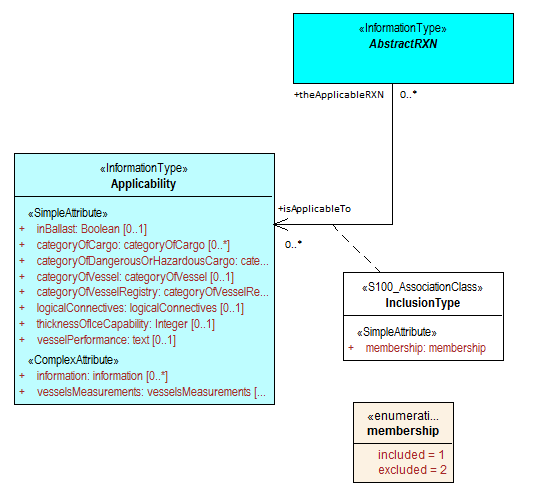 «InformationType»
AbstractRXN
+theApplicableRXN 0..*
«InformationType»
Applicability
«SimpleAttribute»
+ inBallast: Boolean [0..1]
+ categoryOfCargo: categoryOfCargo [0..*]
+ categoryOfDangerousOrHazardousCargo: cate...
+ categoryOfVessel: categoryOfVessel [0..1]
+ categoryOfVesselRegistry: categoryOfVesselRe...
+ logicalConnectives: logicalConnectives [0..1]
+ thicknessOfIceCapability: Integer [0..1]
+ vesselPerformance: text [0..1]
«ComplexAttribute»
+ information: information [0..*]
+ vesselsMeasurements: vesselsMeasurements [...
+isApplicableTo
0..*
«S100_AssociationClass»
InclusionType
«SimpleAttribute»
+ membership: membership
«enumerati...
membership
included = 1
excluded = 2